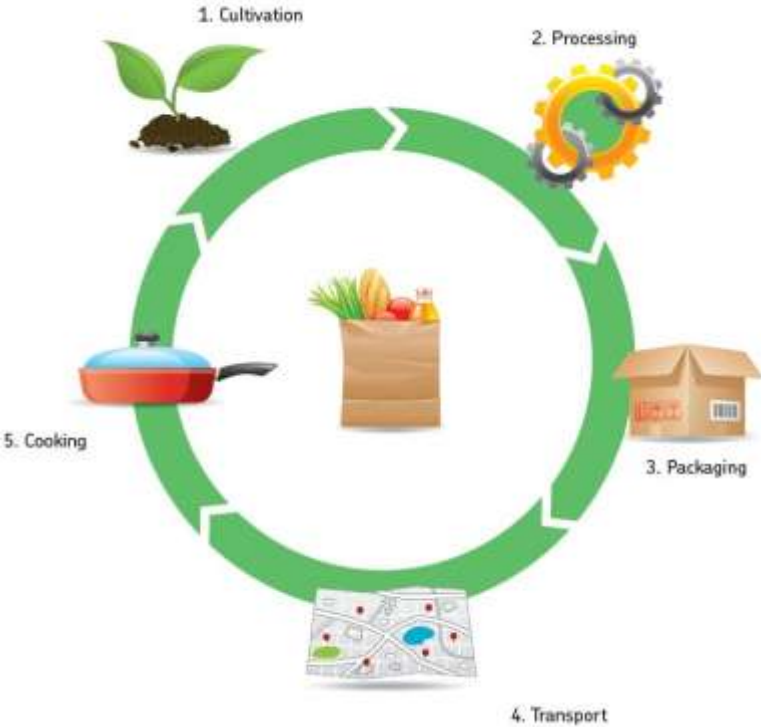 1. Cultivation
2. Processing
3. Packaging
4. Transport
5. Cooking